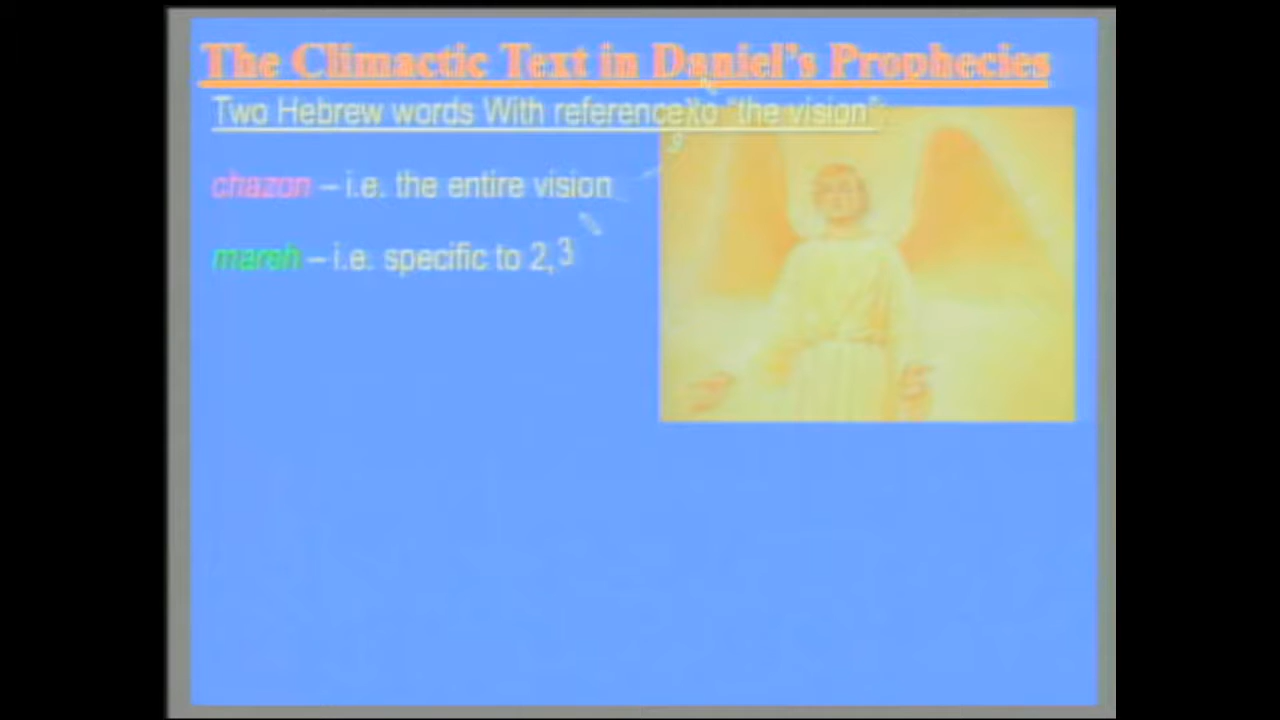 The Climactic Text in Daniel's Prophecies
Two Hebrew words With reference to "the vision":
chazon – i.e. the entire vision
mareh – i.e. specific to 2,3